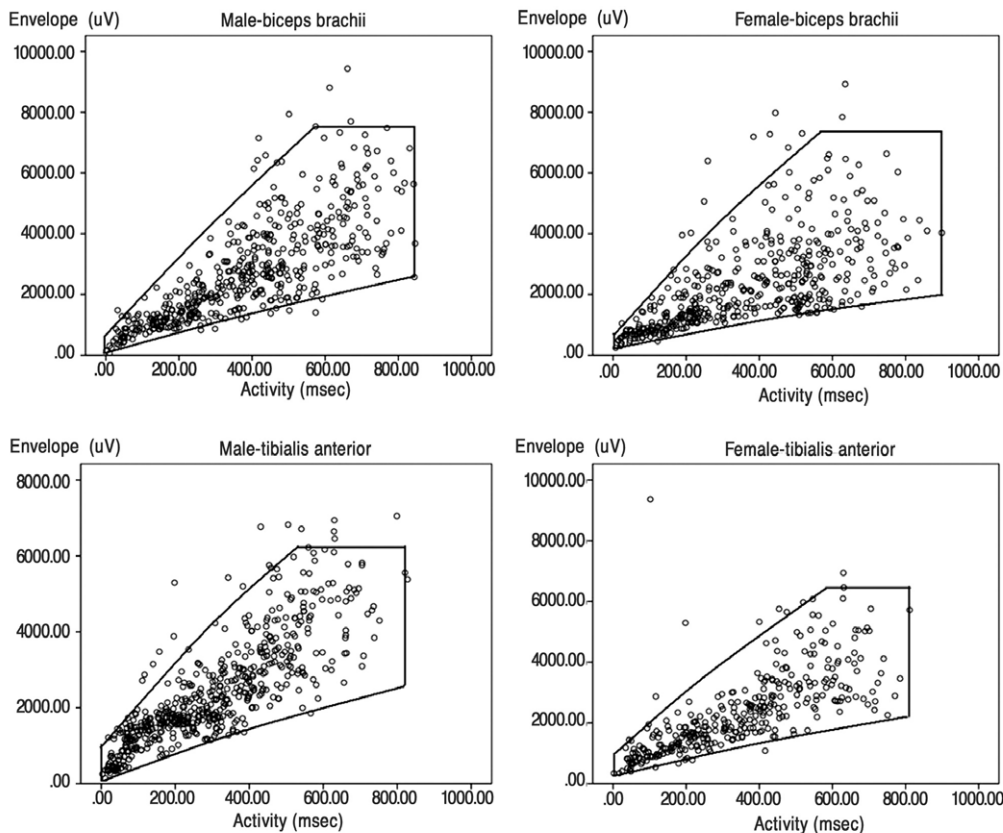 Envelope (uV) Male-biceps brachii
10000.00
8000.00
6000.00
4000.00
2000.00
.00
.00 200.00 400.00 600.00 800.00 1000.00
Activity (msec)
Envelope (uV) Female-biceps brachii
10000.00
8000.00
6000.00
4000.00
2000.00
.00
.00 200.00 400.00 600.00 800.00 1000.00
Activity (msec)
Envelope (uV) Male-tibialis anterior
8000.00
6000.00
4000.00
2000.00
.00
.00 200.00 400.00 600.00 800.00 1000.00
Activity (msec)
Envelope (uV) Female-tibialis anterior
10000.00
8000.00
6000.00
4000.00
2000.00
.00
.00 200.00 400.00 600.00 800.00 1000.00
Activity (msec)